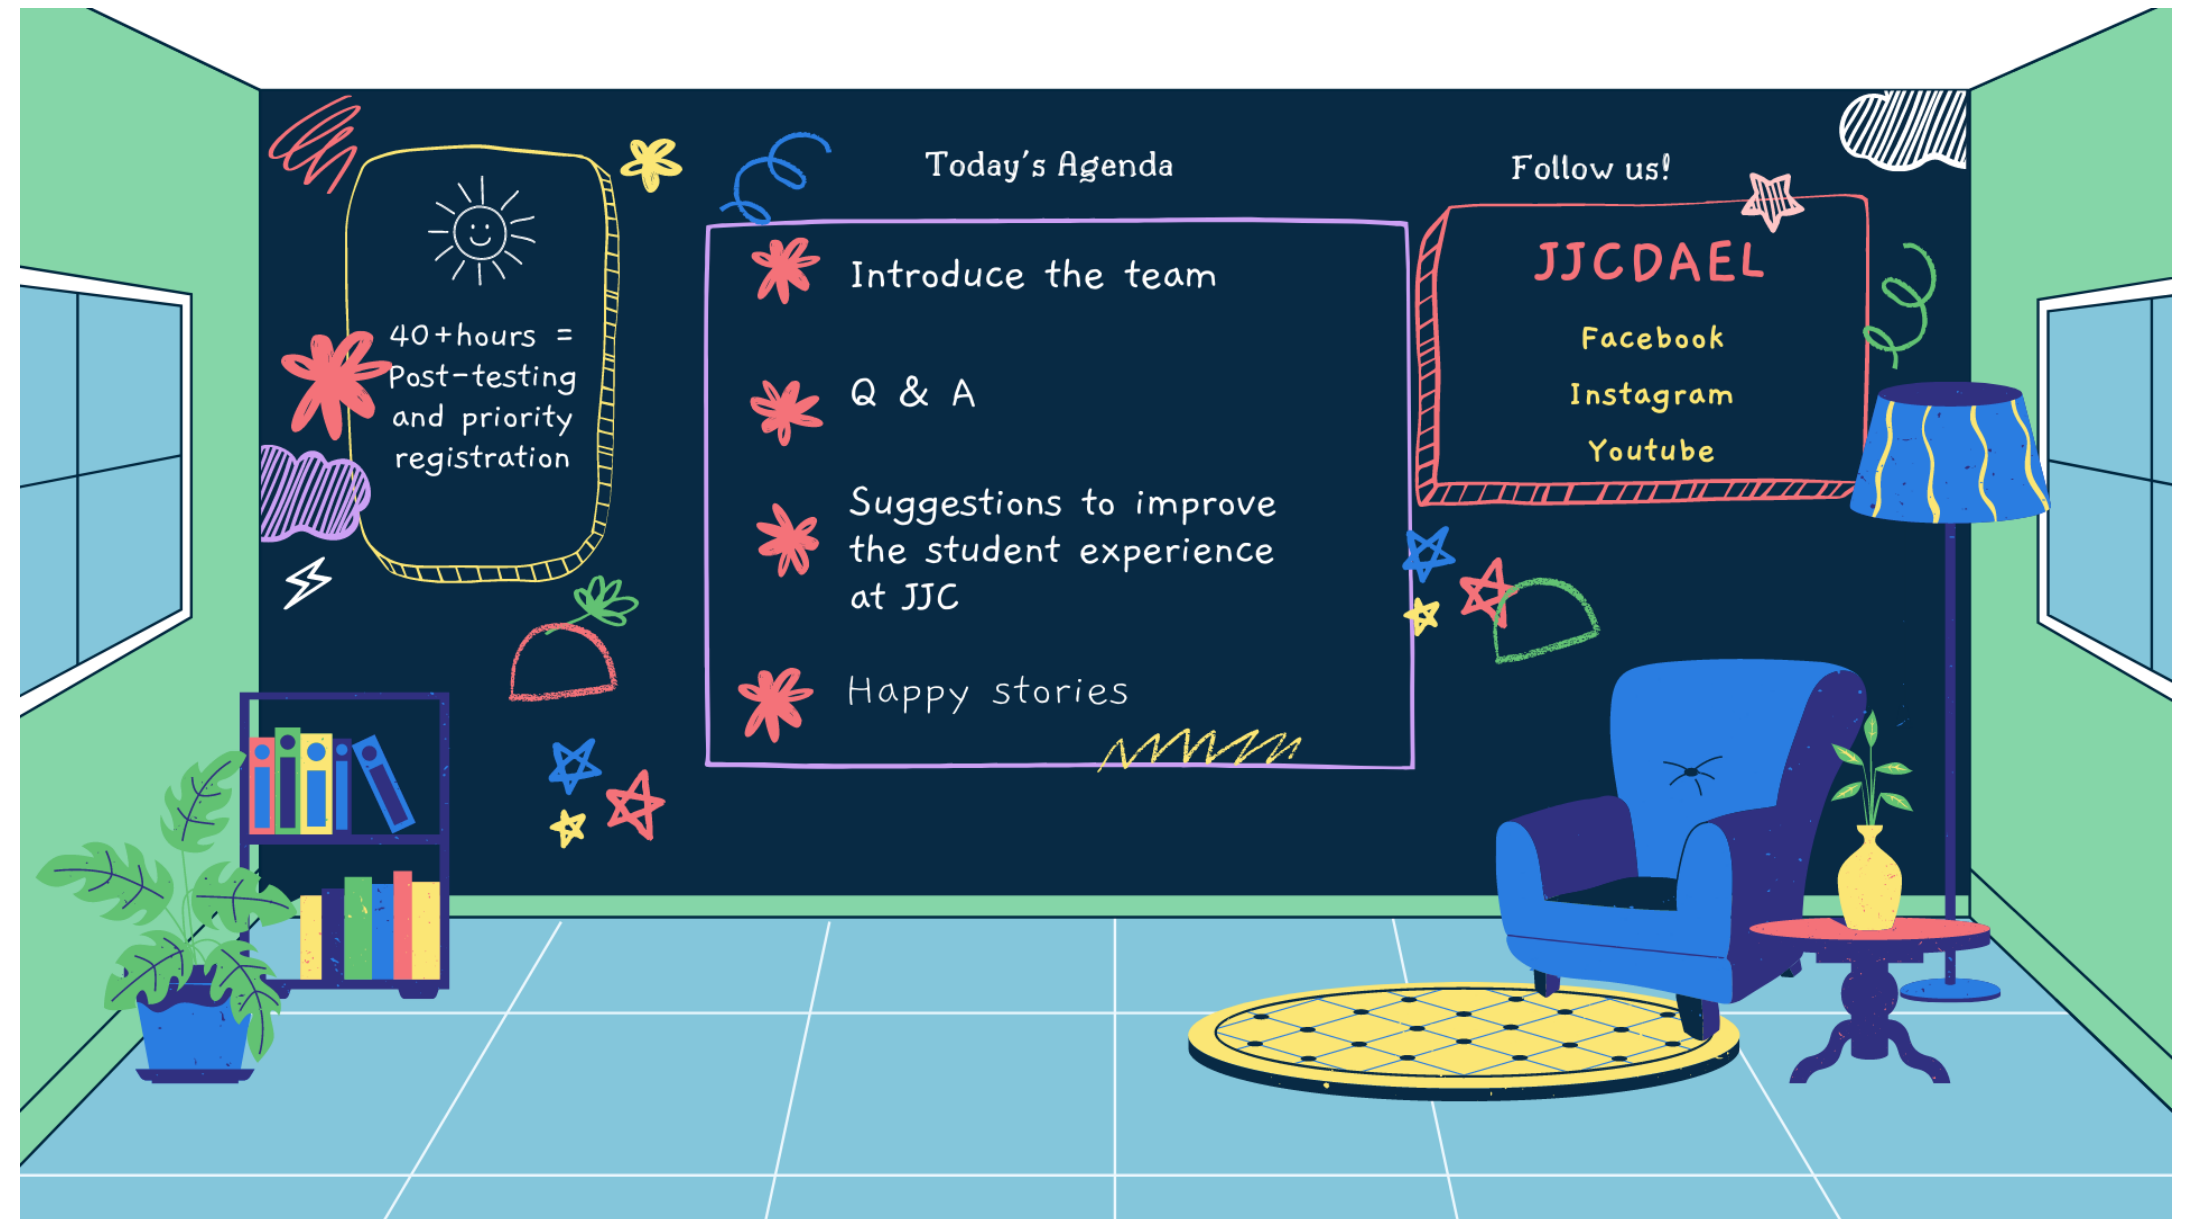 40+hours =
Post-testing
and priority
registration
Today's Agenda
Introduce the team
Q & A
Suggestions to improve
the student experience
at JJC
Happy stories
Follow us!
JJCDAEL
Facebook
Instagram
Youtube